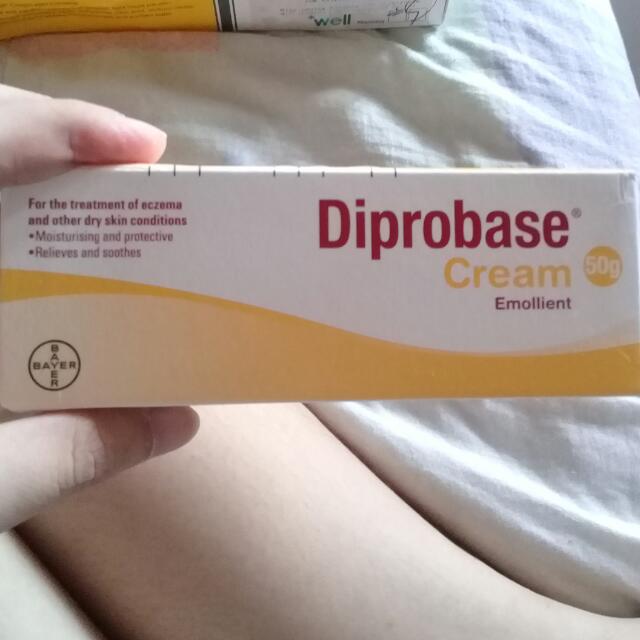 well
For the treatment of eczema
and other dry skin conditions
•Moisturising and protective
•Relieves and soothes
Diprobase®
Cream
50g
Emollient
BAYER
BAYER